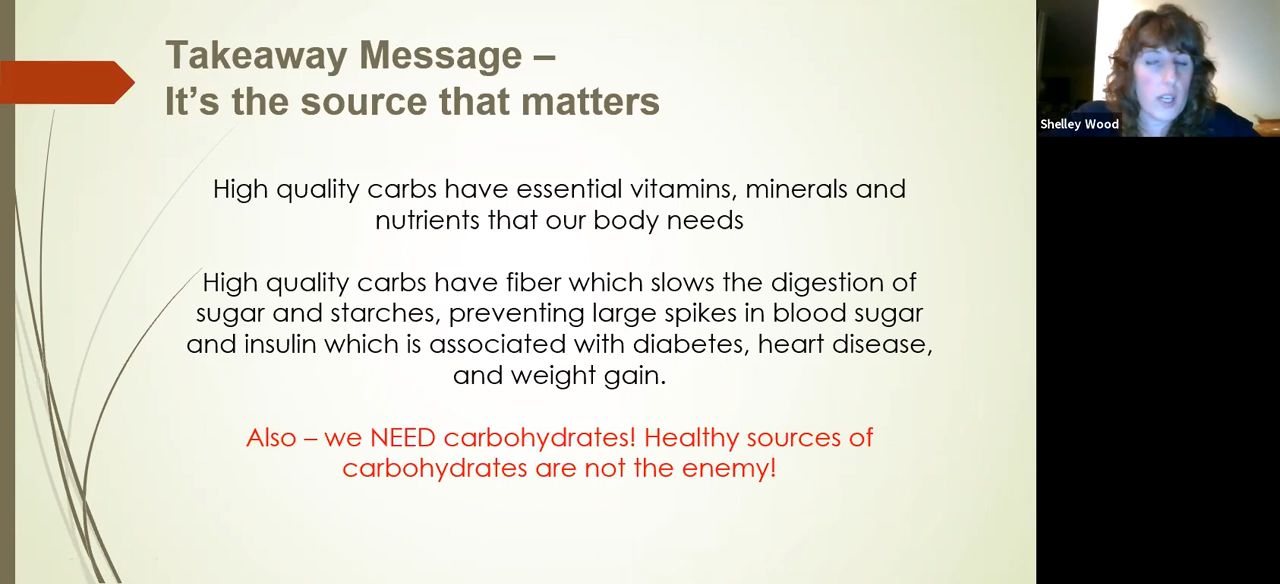 Takeaway Message –
It’s the source that matters
High quality carbs have essential vitamins, minerals and
nutrients that our body needs
High quality carbs have fiber which slows the digestion of
sugar and starches, preventing large spikes in blood sugar
and insulin which is associated with diabetes, heart disease,
and weight gain.
Also – we NEED carbohydrates! Healthy sources of
carbohydrates are not the enemy!
Shelley Wood